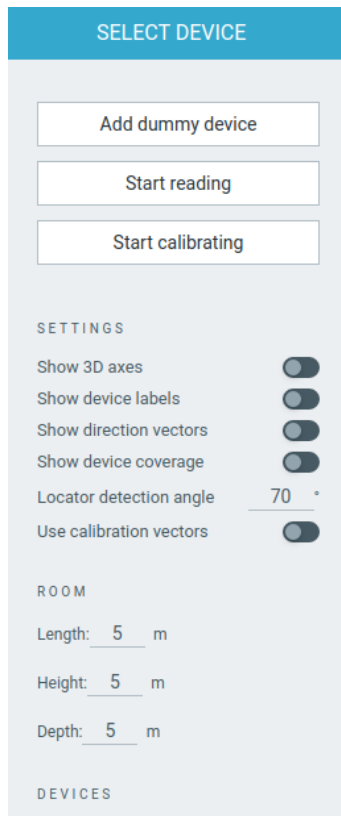 SELECT DEVICE
Add dummy device
Start reading
Start calibrating
SETTINGS
Show 3D axes
Show device labels
Show direction vectors
Show device coverage
Locator detection angle 70 °
Use calibration vectors
ROOM
Length: 5 m
Height: 5 m
Depth: 5 m
DEVICES